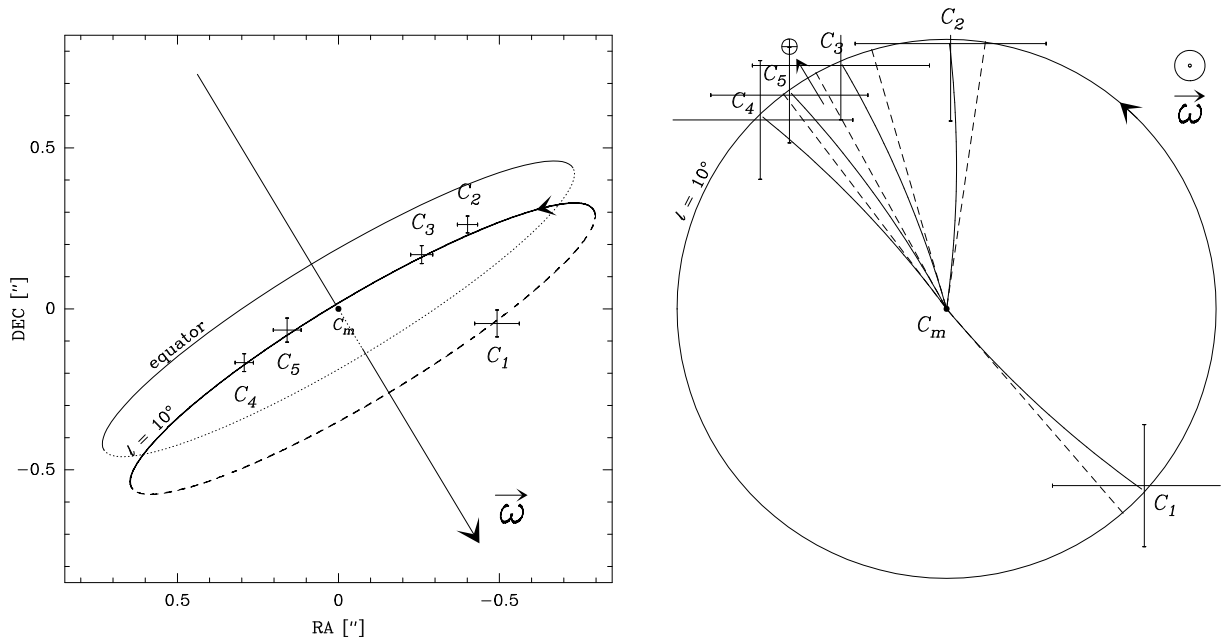 DEC ["]
0.5
0
−0.5
0.5
0
−0.5
RA ["]
equator
l = 10°
C2
C3
Cm
C1
C5
C4
ω
C2
C3
C5
C4
l = 10°
Cm
C1
ω